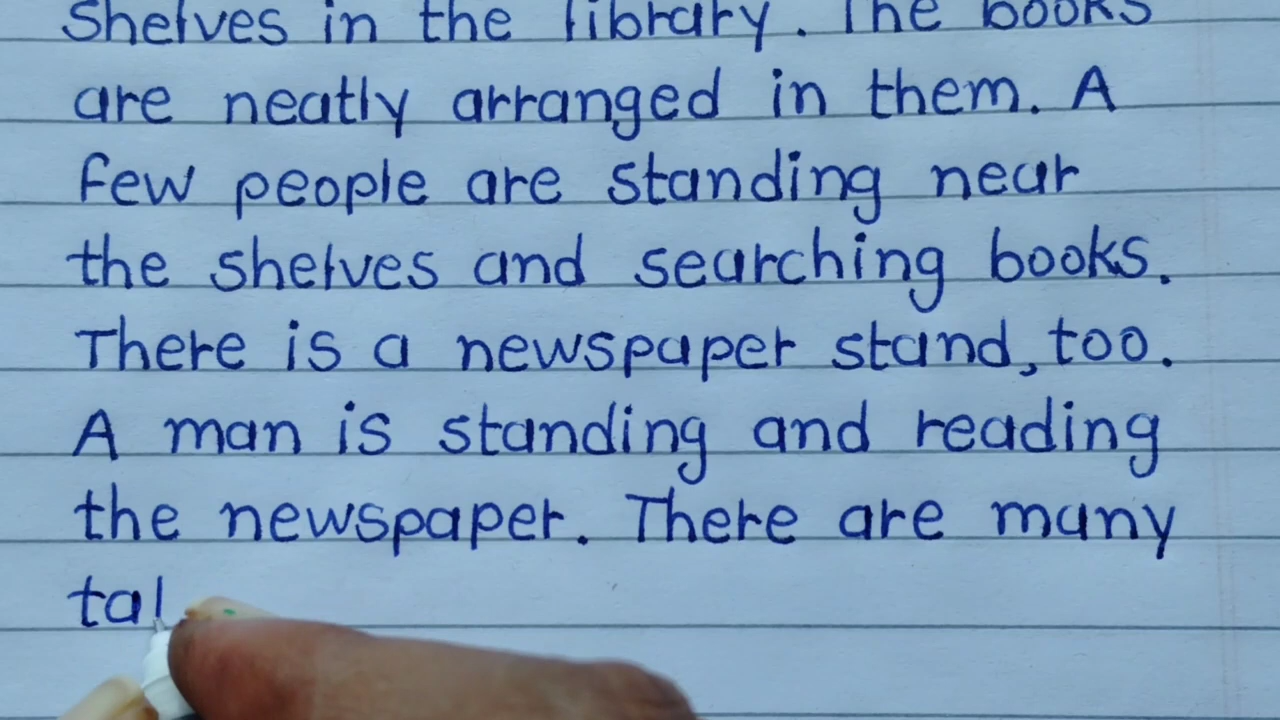 Shelves in the library. The books
are neatly arranged in them. A
few people are standing near
the shelves and searching books.
There is a newspaper stand, too.
A man is standing and reading
the newspaper. There are many